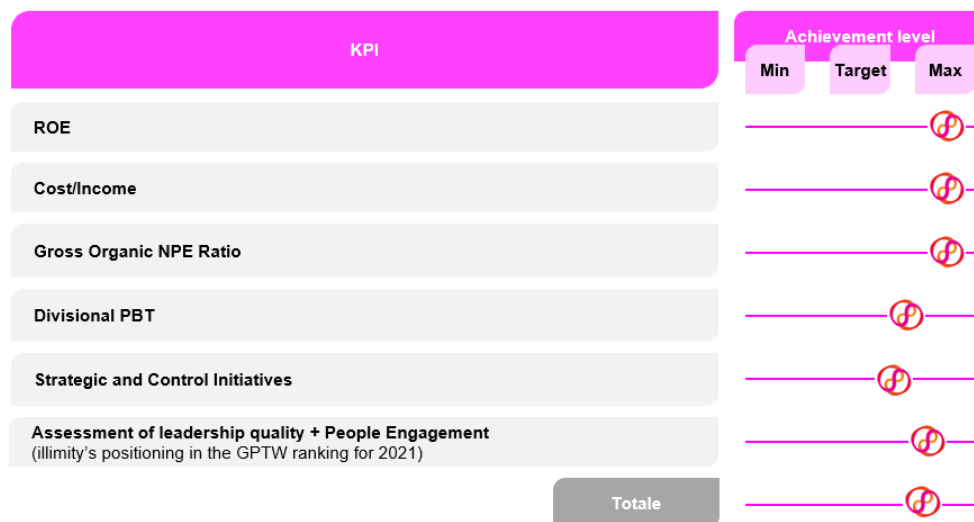 KPI
Achievement level
Min
Target
Max
ROE
Cost/Income
Gross Organic NPE Ratio
Divisional PBT
Strategic and Control Initiatives
Assessment of leadership quality + People Engagement
(illimity's positioning in the GPTW ranking for 2021)
Totale